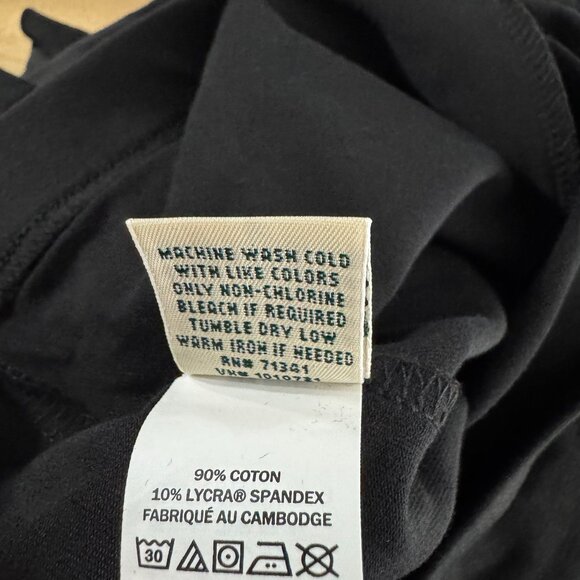 MACHINE WASH COLD
WITH LIKE COLORS
ONLY NON-CHLORINE
BLEACH IF REQUIRED
TUMBLE DRY LOW
WARM IRON IF NEEDED
RN# 71341
VN#
90% COTON
10% LYCRA® SPANDEX
FABRIQUÉ AU CAMBODGE
30